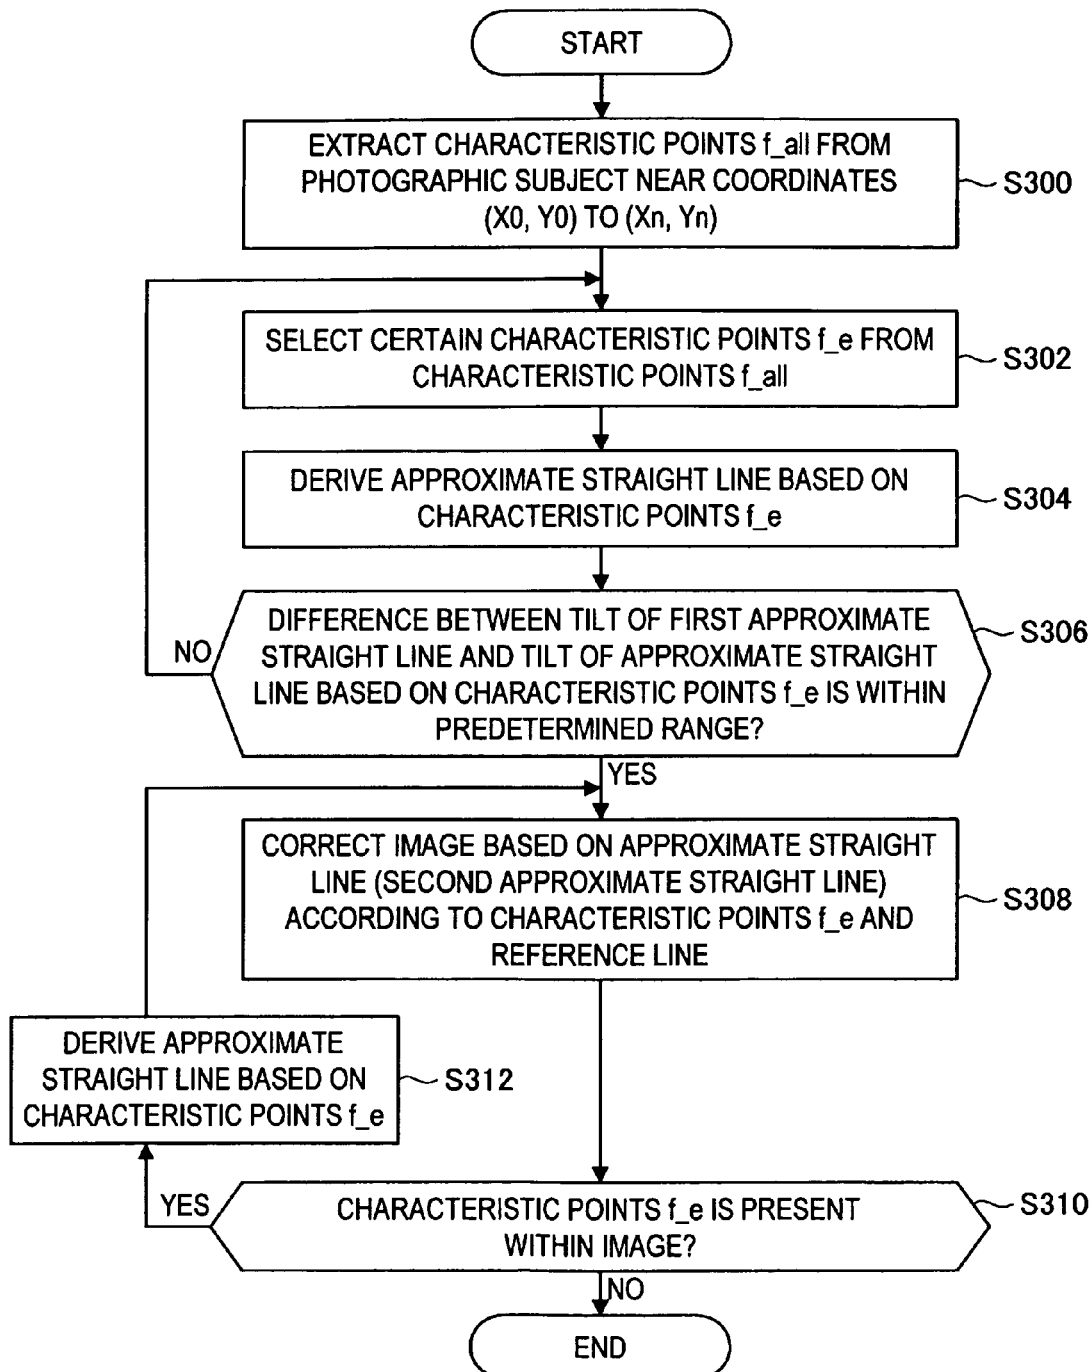 START
EXTRACT CHARACTERISTIC POINTS f_all FROM
PHOTOGRAPHIC SUBJECT NEAR COORDINATES
(X0, Y0) TO (Xn, Yn)
S300
SELECT CERTAIN CHARACTERISTIC POINTS f_e FROM
CHARACTERISTIC POINTS f_all
S302
DERIVE APPROXIMATE STRAIGHT LINE BASED ON
CHARACTERISTIC POINTS f_e
S304
DIFFERENCE BETWEEN TILT OF FIRST APPROXIMATE
STRAIGHT LINE AND TILT OF APPROXIMATE STRAIGHT
LINE BASED ON CHARACTERISTIC POINTS f_e IS WITHIN
PREDETERMINED RANGE?
S306
NO
YES
CORRECT IMAGE BASED ON APPROXIMATE STRAIGHT
LINE (SECOND APPROXIMATE STRAIGHT LINE)
ACCORDING TO CHARACTERISTIC POINTS f_e AND
REFERENCE LINE
S308
DERIVE APPROXIMATE
STRAIGHT LINE BASED ON
CHARACTERISTIC POINTS f_e
S312
YES
CHARACTERISTIC POINTS f_e IS PRESENT
WITHIN IMAGE?
S310
NO
END